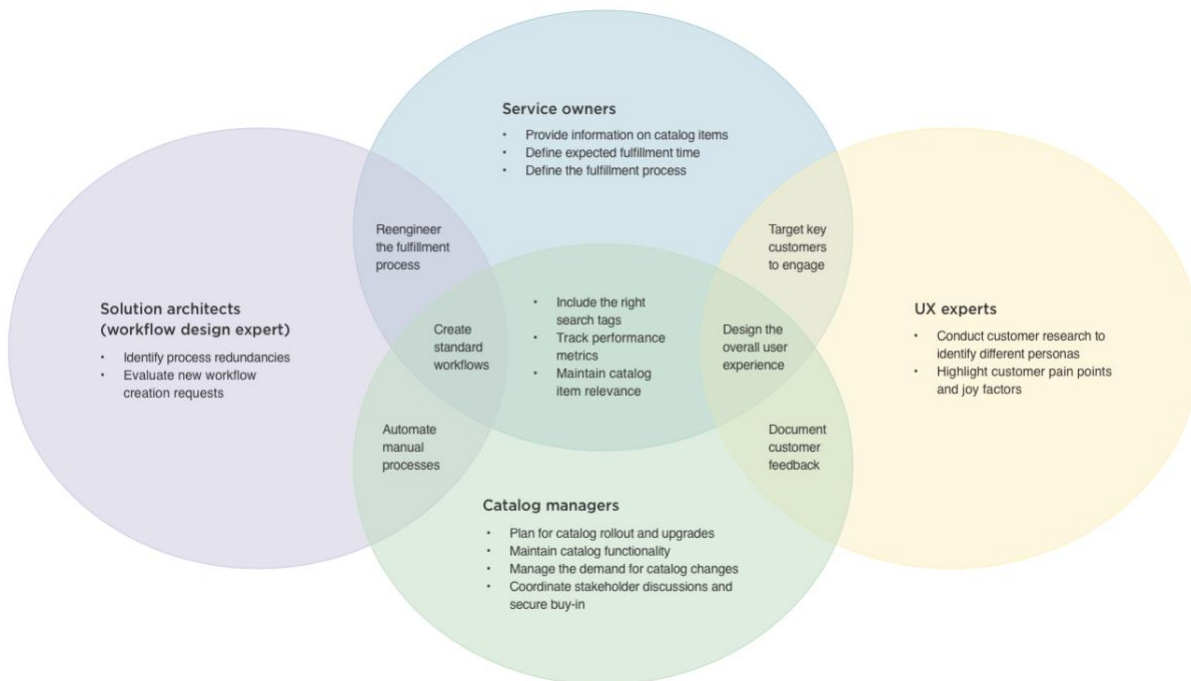 Service owners
• Provide information on catalog items
• Define expected fulfillment time
• Define the fulfillment process
Reengineer
the fulfillment
process
Target key
customers
to engage
Solution architects
(workflow design expert)
• Identify process redundancies
• Evaluate new workflow
creation requests
Create
standard
workflows
• Include the right
search tags
• Track performance
metrics
• Maintain catalog
item relevance
Design the
overall user
experience
UX experts
• Conduct customer research to
identify different personas
• Highlight customer pain points
and joy factors
Automate
manual
processes
Document
customer
feedback
Catalog managers
• Plan for catalog rollout and upgrades
• Maintain catalog functionality
• Manage the demand for catalog changes
• Coordinate stakeholder discussions and
secure buy-in